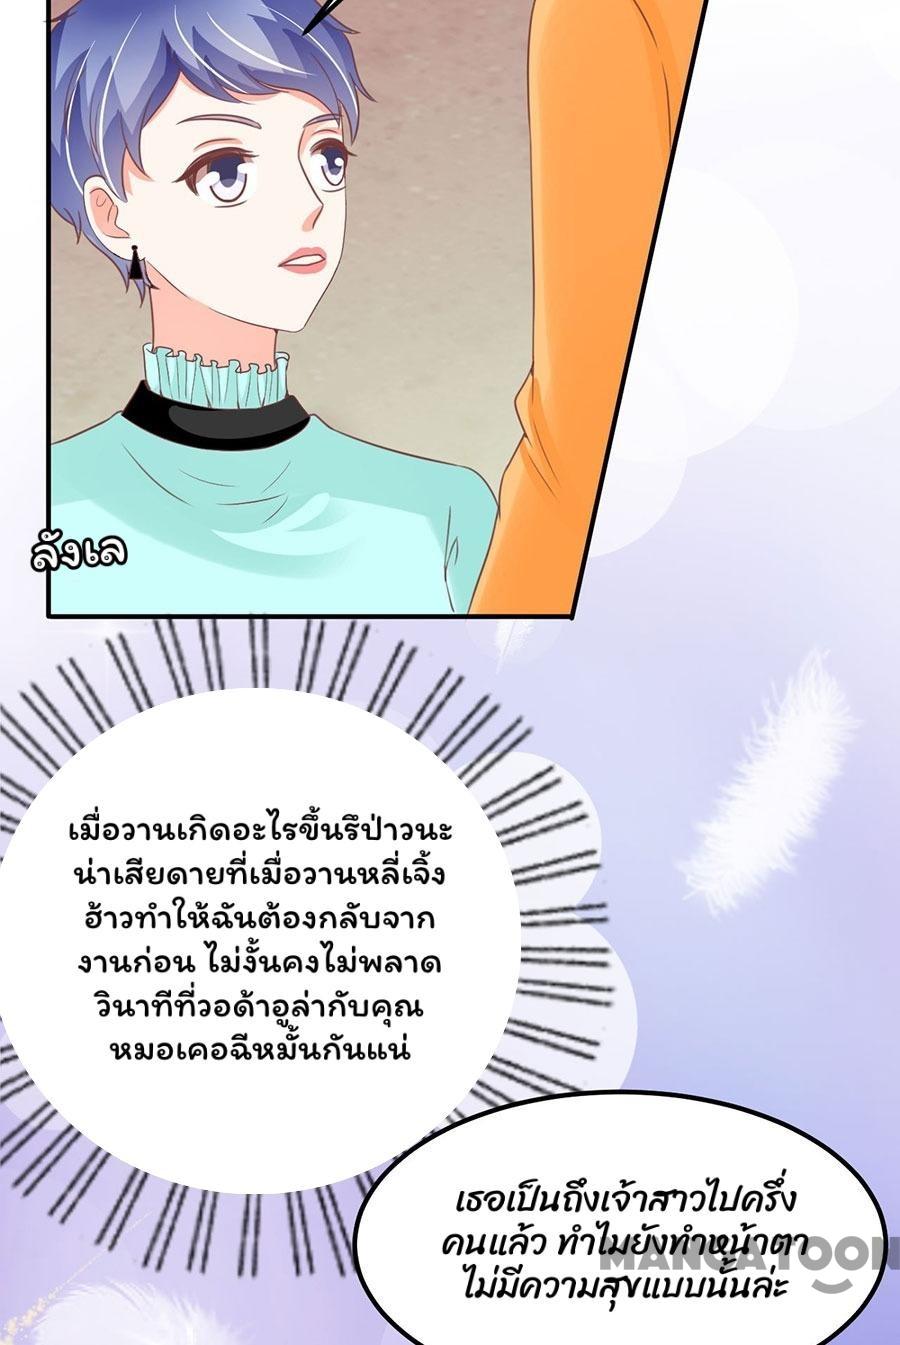 ลังเล
เมื่อวานเกิดอะไรขึ้นรึป่าวนะ
น่าเสียดายที่เมื่อวานหลี่เจิ้ง
ฮ้าวทำให้ฉันต้องกลับจาก
งานก่อน ไม่งั้นคงไม่พลาด
วินาทีที่วอด้าอูล่ากับคุณ
หมอเคอฉีหมั้นกันแน่
เธอเป็นถึงเจ้าสาวไปครึ่ง
คนแล้ว ทำไมยังทำหน้าตา
MANGATOON
ไม่มีความสุขแบบนั้นล่ะ